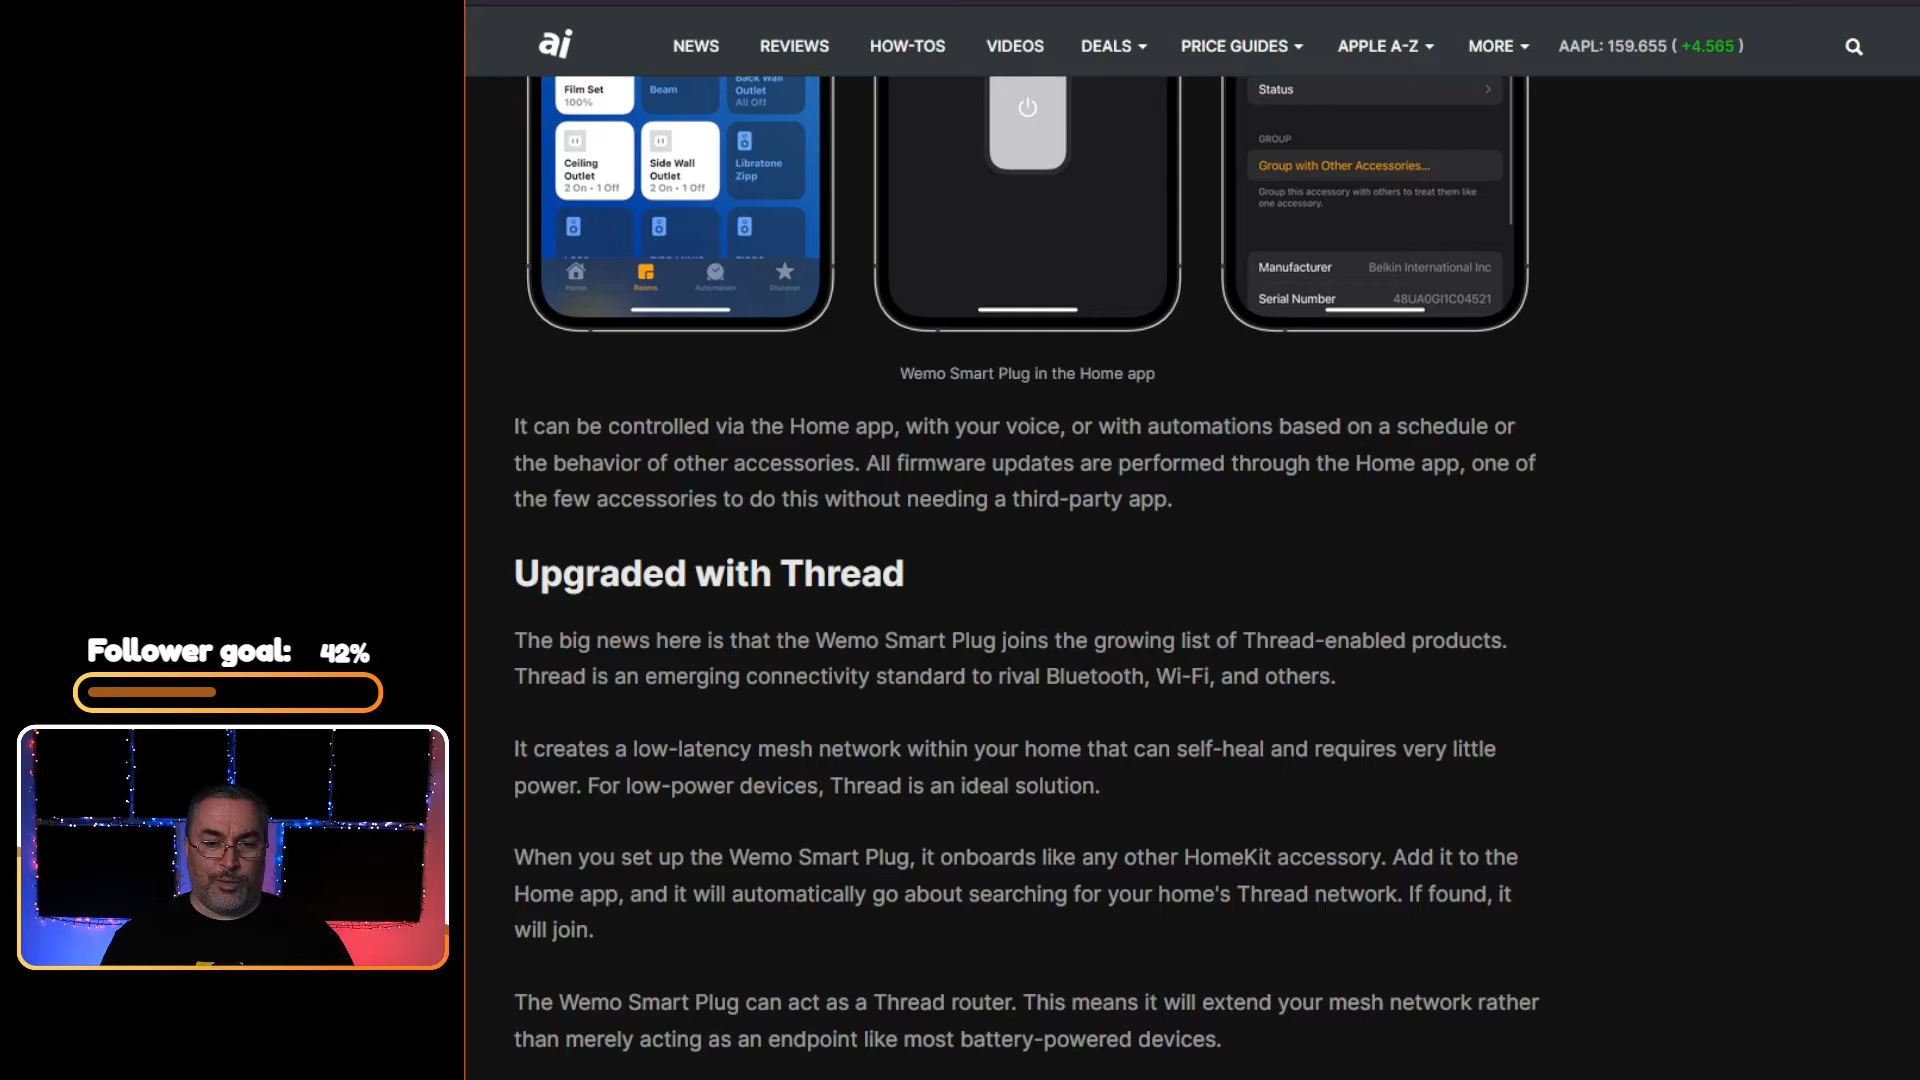 ai NEWS REVIEWS HOW-TOS VIDEOS DEALS PRICE GUIDES APPLE A-Z MORE AAPL: 159.655 ( +4.565 )
Film Set
100%
Beam
Back Wall
Outlet
All Off
Ceiling
Outlet
2 On • 1 Off
Side Wall
Outlet
2 On • 1 Off
Libratone
Zipp
Home Rooms Automation Discover
Status
GROUP
Group with Other Accessories...
Group this accessory with others to treat them like
one accessory.
Manufacturer Belkin International Inc
Serial Number 48UA0GI1C04521
Wemo Smart Plug in the Home app
It can be controlled via the Home app, with your voice, or with automations based on a schedule or
the behavior of other accessories. All firmware updates are performed through the Home app, one of
the few accessories to do this without needing a third-party app.
Upgraded with Thread
The big news here is that the Wemo Smart Plug joins the growing list of Thread-enabled products.
Thread is an emerging connectivity standard to rival Bluetooth, Wi-Fi, and others.
It creates a low-latency mesh network within your home that can self-heal and requires very little
power. For low-power devices, Thread is an ideal solution.
When you set up the Wemo Smart Plug, it onboards like any other HomeKit accessory. Add it to the
Home app, and it will automatically go about searching for your home's Thread network. If found, it
will join.
The Wemo Smart Plug can act as a Thread router. This means it will extend your mesh network rather
than merely acting as an endpoint like most battery-powered devices.
Follower goal: 42%